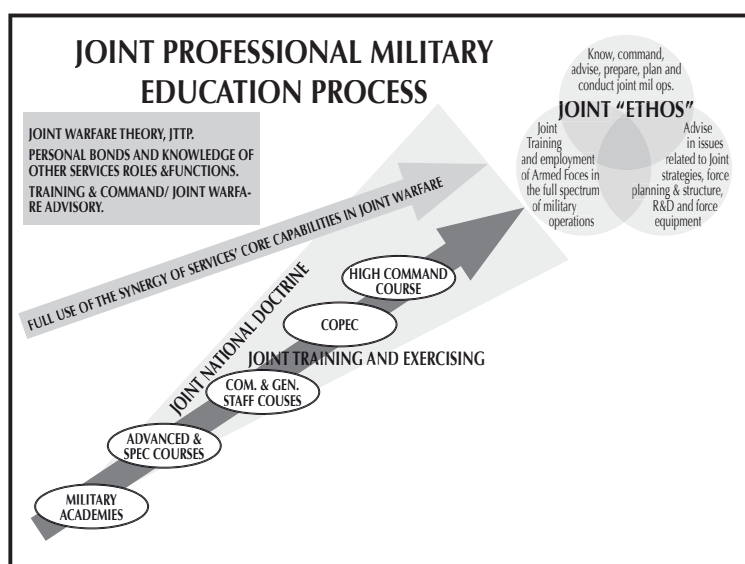 JOINT PROFESSIONAL MILITARY
EDUCATION PROCESS
JOINT WARFARE THEORY, JTTP.
PERSONAL BONDS AND KNOWLEDGE OF
OTHER SERVICES ROLES &FUNCTIONS.
TRAINING & COMMAND/ JOINT WARFA-
RE ADVISORY.
Know, command,
advise, prepare, plan and
conduct joint mil ops.
JOINT “ETHOS”
Joint
Training
and employment
of Armed Foces in
the full spectrum
of military
operations
Advise
in issues
related to Joint
strategies, force
planning & structure,
R&D and force
equipment
FULL USE OF THE SYNERGY OF SERVICES’ CORE CAPABILITIES IN JOINT WARFARE
JOINT NATIONAL DOCTRINE
HIGH COMMAND
COURSE
COPEC
JOINT TRAINING AND EXERCISING
COM. & GEN.
STAFF COUSES
ADVANCED &
SPEC COURSES
MILITARY
ACADEMIES